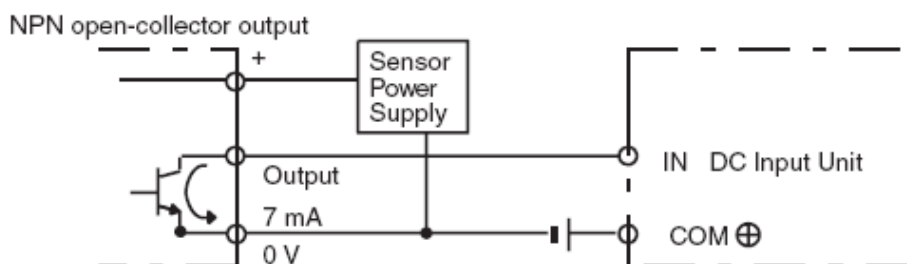 NPN open-collector output
+
Sensor
Power
Supply
IN DC Input Unit
Output
7 mA
COM ⊕
0 V